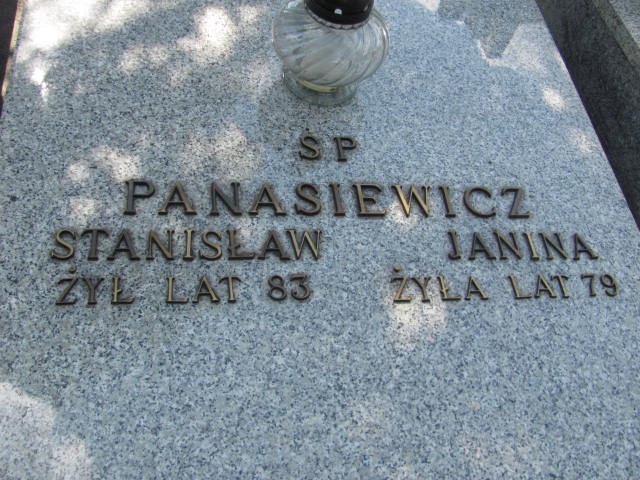 ŚP
PANASIEWICZ
STANISŁAW JANINA
ŻYŁ LAT 83 ŻYŁA LAT 79